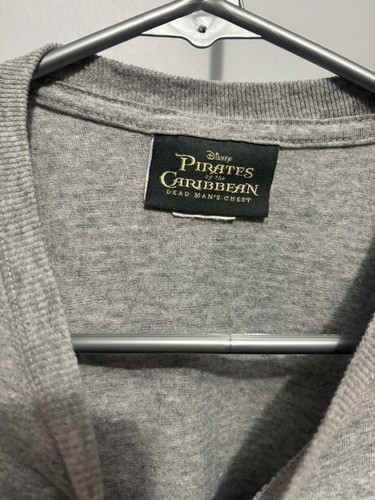 Disney
PIRATES
of the
CARIBBEAN
DEAD MAN'S CHEST